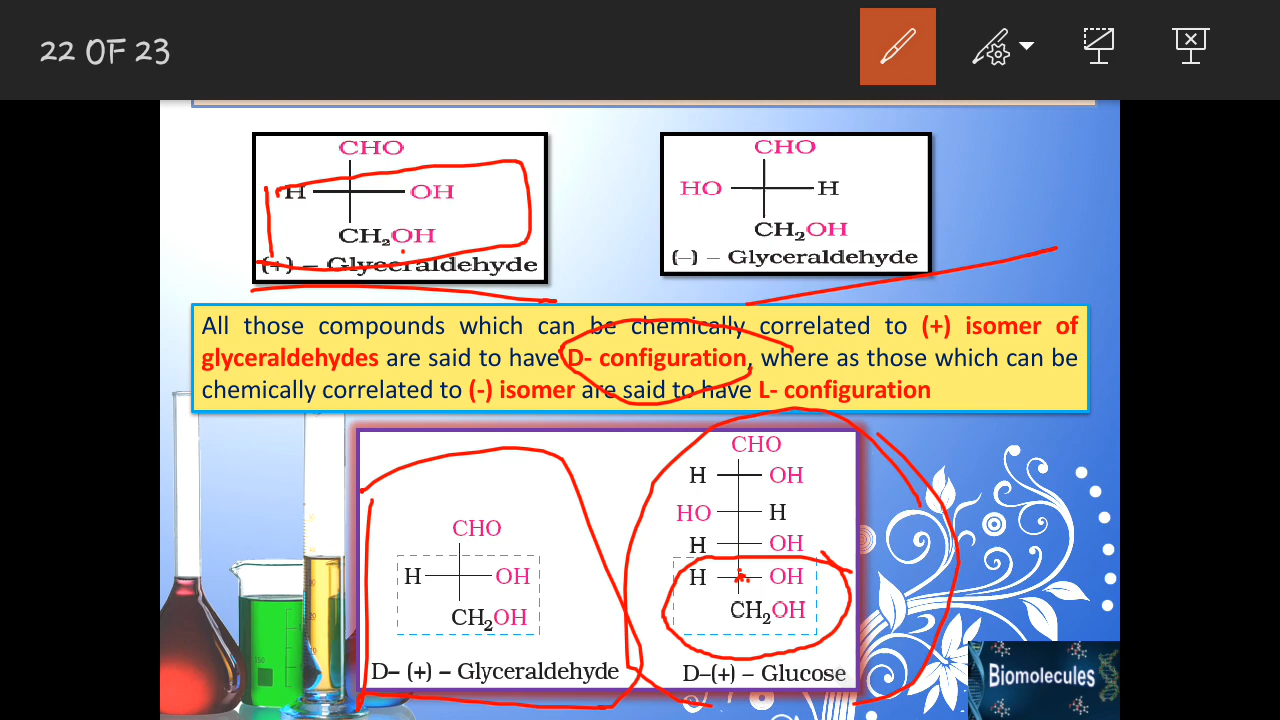 22 OF 23
CHO
H OH
CH₂OH
(+) – Glyceraldehyde
CHO
HO H
CH₂OH
(–) – Glyceraldehyde
All those compounds which can be chemically correlated to (+) isomer of
glyceraldehydes are said to have D- configuration, where as those which can be
chemically correlated to (-) isomer are said to have L- configuration
CHO
H OH
CH₂OH
D– (+) – Glyceraldehyde
CHO
H OH
HO H
H OH
H OH
CH₂OH
D–(+) – Glucose
Biomolecules